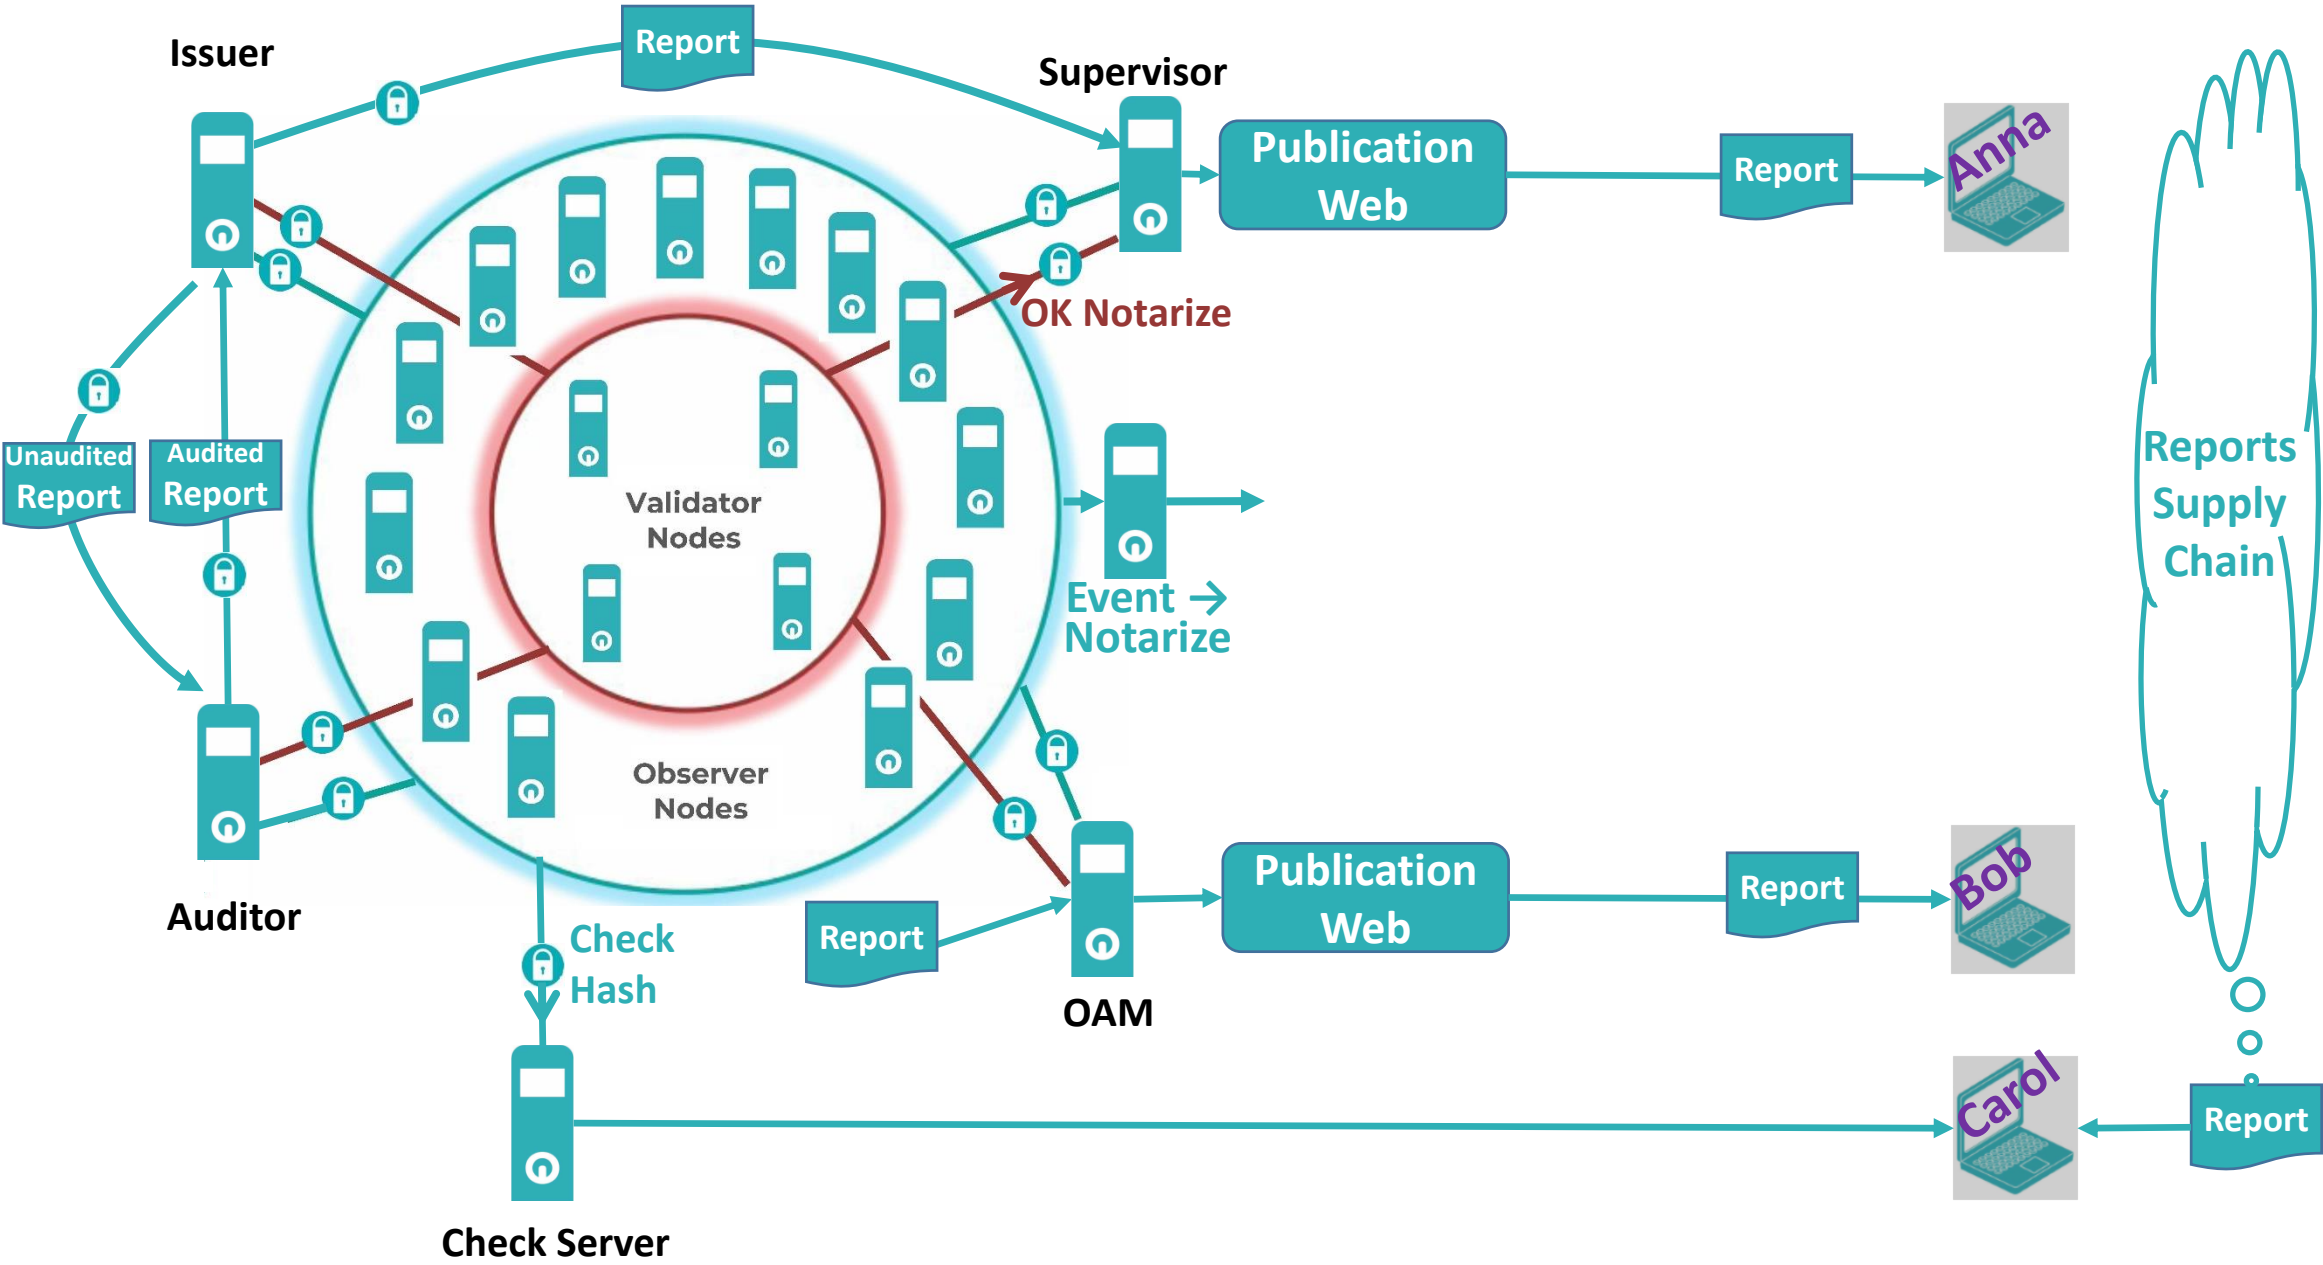 Issuer
Report
Supervisor
Publication
Web
Report
Anna
OK Notarize
Unaudited
Report
Audited
Report
Validator
Nodes
Reports
Supply
Chain
Event →
Notarize
Observer
Nodes
Auditor
Check
Hash
Report
OAM
Publication
Web
Report
Bob
Carol
Report
Check Server